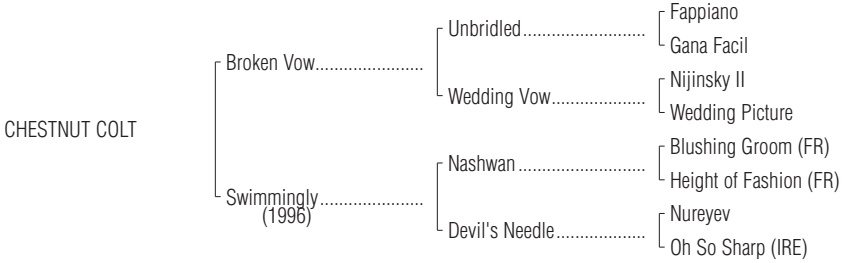 Fappiano
Unbridled
Gana Facil
Broken Vow
Nijinsky II
Wedding Vow
Wedding Picture
CHESTNUT COLT
Blushing Groom (FR)
Nashwan
Height of Fashion (FR)
Swimmingly
(1996)
Nureyev
Devil's Needle
Oh So Sharp (IRE)